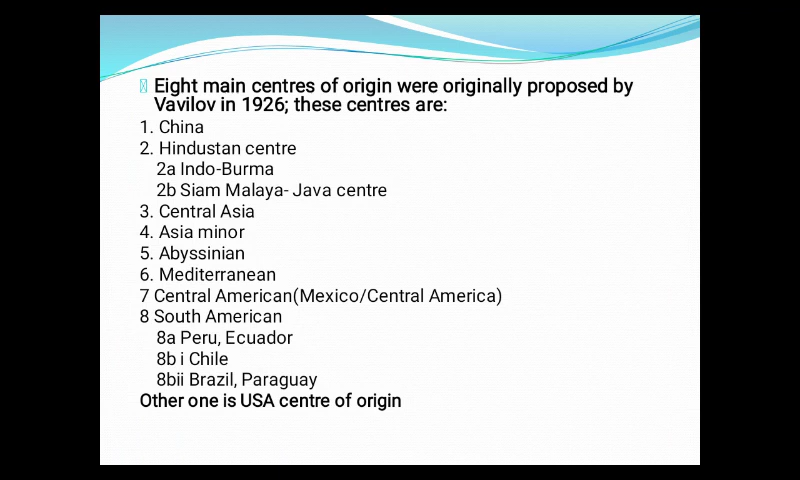 Eight main centres of origin were originally proposed by
Vavilov in 1926; these centres are:
1. China
2. Hindustan centre
2a Indo-Burma
2b Siam Malaya- Java centre
3. Central Asia
4. Asia minor
5. Abyssinian
6. Mediterranean
7 Central American(Mexico/Central America)
8 South American
8a Peru, Ecuador
8b i Chile
8bii Brazil, Paraguay
Other one is USA centre of origin